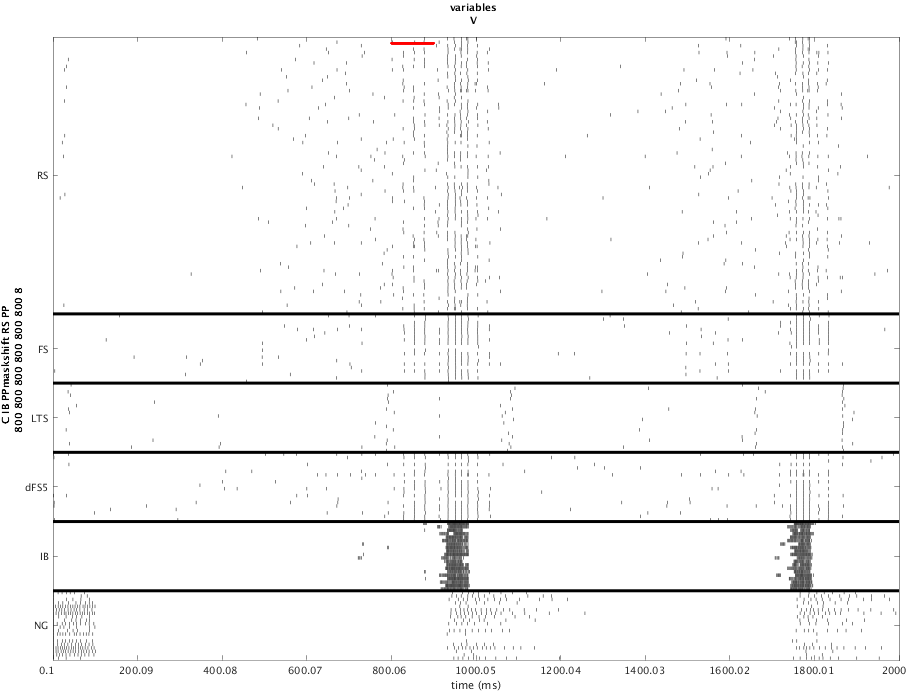 variables
V
RS
FS
LTS
dFS5
IB
NG
C IB PPmaskshift RS PP
800 800 800 800 800 800 8
0.1 200.09 400.08 600.07 800.06 1000.05 1200.04 1400.03 1600.02 1800.01 2000
time (ms)